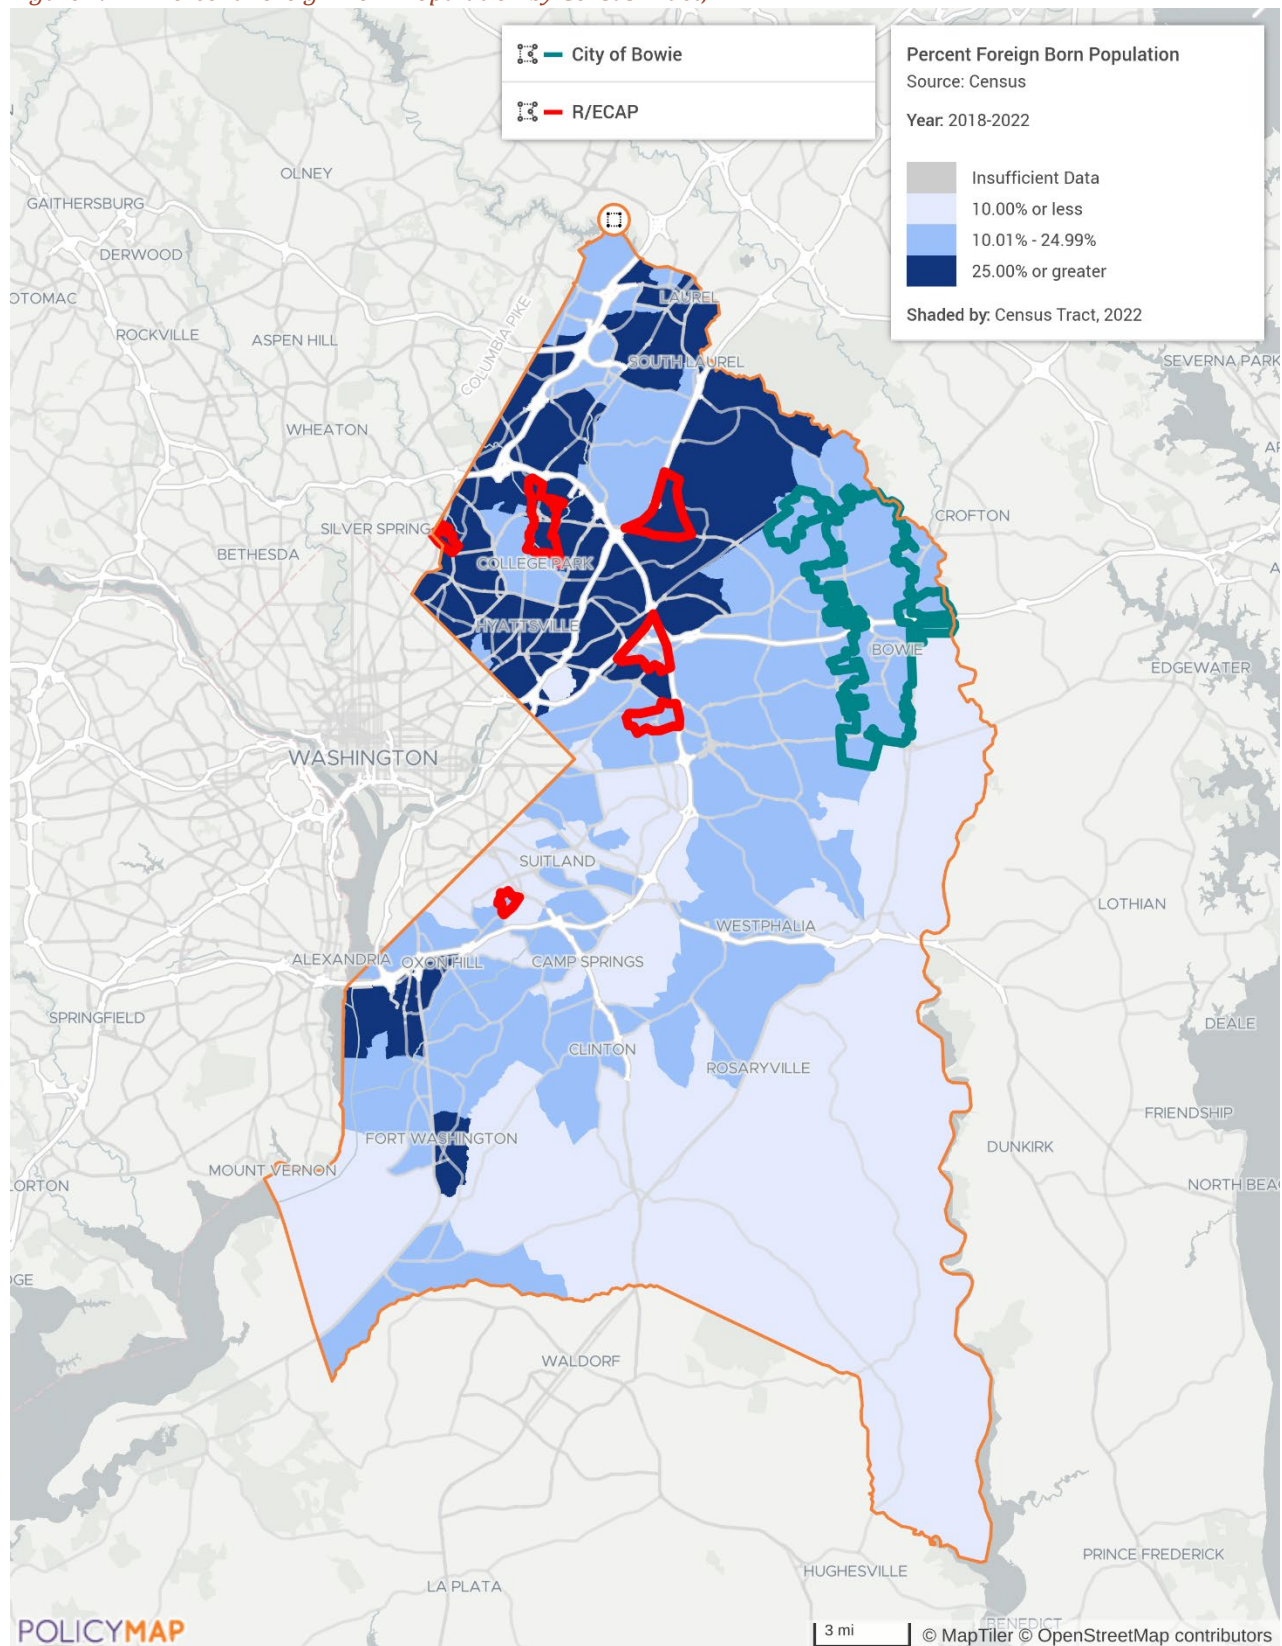 City of Bowie
R/ECAP
Percent Foreign Born Population
Source: Census
Year: 2018-2022
Insufficient Data
10.00% or less
10.01% - 24.99%
25.00% or greater
Shaded by: Census Tract, 2022
OLNEY
GAITHERSBURG
DERWOOD
OTOMAC
ROCKVILLE
ASPEN HILL
COLUMBIA PIKE
LAUREL
SOUTH LAUREL
SEVERNA PARK
WHEATON
SILVER SPRING
BETHESDA
CROFTON
COLLEGE PARK
HYATTSVILLE
BOWIE
EDGEWATER
WASHINGTON
SUITLAND
LOTHIAN
WESTPHALIA
ALEXANDRIA
OXON HILL
CAMP SPRINGS
SPRINGFIELD
DEALE
CLINTON
ROSARYVILLE
FRIENDSHIP
FORT WASHINGTON
DUNKIRK
MOUNT VERNON
LORTON
NORTH BEA
DGE
WALDORF
PRINCE FREDERICK
HUGHESVILLE
LA PLATA
BENEDICT
POLICYMAP
3 mi
© MapTiler © OpenStreetMap contributors